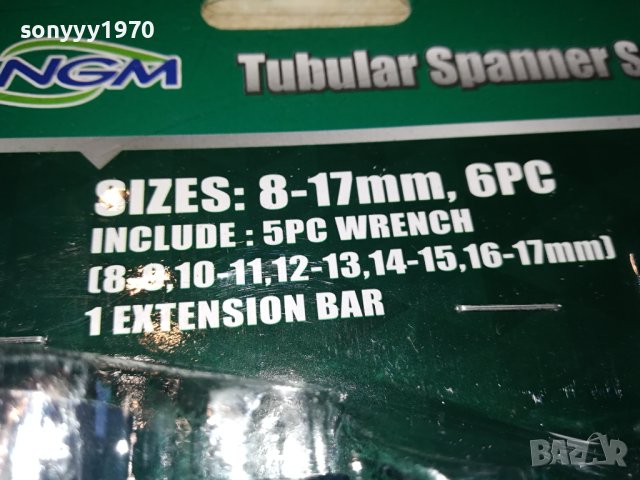 sonyyy1970
NGM
Tubular Spanner S
SIZES: 8-17mm, 6PC
INCLUDE : 5PC WRENCH
(8-9,10-11,12-13,14-15,16-17mm)
1 EXTENSION BAR
BAZAR